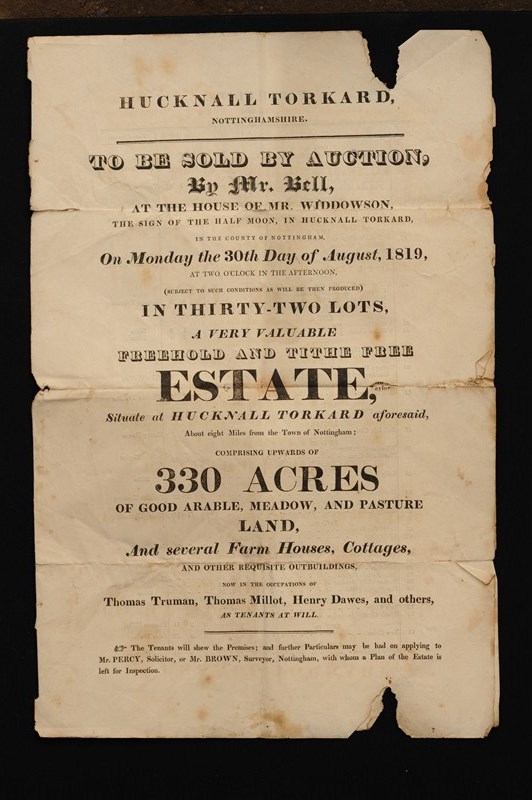 HUCKNALL TORKARD,
NOTTINGHAMSHIRE.
TO BE SOLD BY AUCTION,
By Mr. Bell,
AT THE HOUSE OF MR. WIDDOWSON,
THE SIGN OF THE HALF MOON, IN HUCKNALL TORKARD,
IN THE COUNTY OF NOTTINGHAM,
On Monday the 30th Day of August, 1819,
AT TWO O'CLOCK IN THE AFTERNOON,
(SUBJECT TO SUCH CONDITIONS AS WILL BE THEN PRODUCED)
IN THIRTY-TWO LOTS,
A VERY VALUABLE
FREEHOLD AND TITHE FREE
ESTATE,
Situate at HUCKNALL TORKARD aforesaid,
About eight Miles from the Town of Nottingham;
COMPRISING UPWARDS OF
330 ACRES
OF GOOD ARABLE, MEADOW, AND PASTURE
LAND,
And several Farm Houses, Cottages,
AND OTHER REQUISITE OUTBUILDINGS,
NOW IN THE OCCUPATIONS OF
Thomas Truman, Thomas Millot, Henry Dawes, and others,
AS TENANTS AT WILL.
☞ The Tenants will shew the Premises; and further Particulars may be had on applying to
Mr. PERCY, Solicitor, or Mr. BROWN, Surveyor, Nottingham, with whom a Plan of the Estate is
left for Inspection.